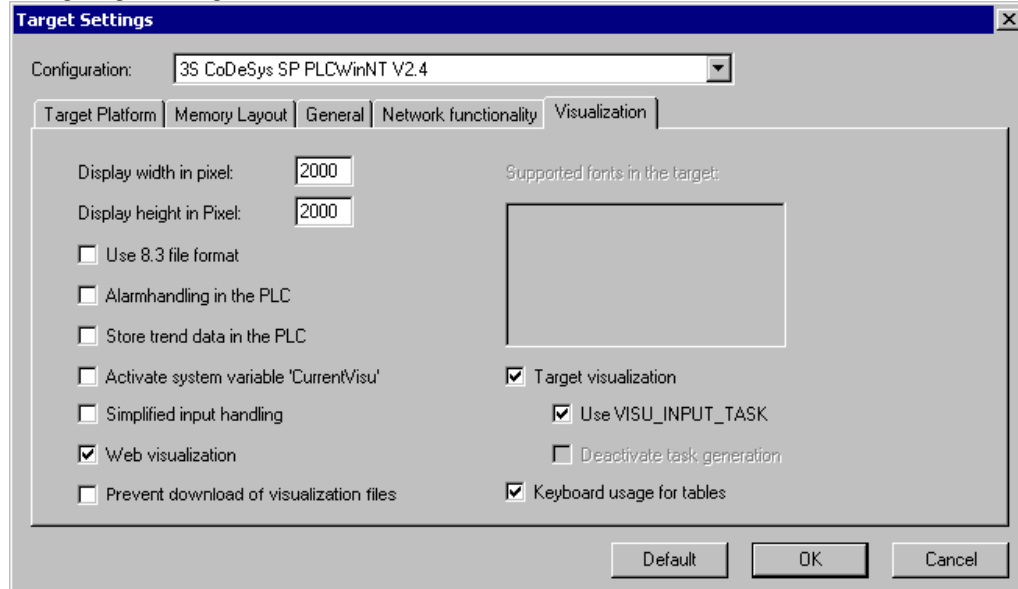 Target Settings
Configuration: 3S CoDeSys SP PLCWinNT V2.4
Target Platform Memory Layout General Network functionality Visualization
Display width in pixel: 2000
Supported fonts in the target:
Display height in Pixel: 2000
Use 8.3 file format
Alarmhandling in the PLC
Store trend data in the PLC
Activate system variable 'CurrentVisu'
Target visualization
Simplified input handling
Use VISU_INPUT_TASK
Web visualization
Deactivate task generation
Prevent download of visualization files
Keyboard usage for tables
Default OK Cancel